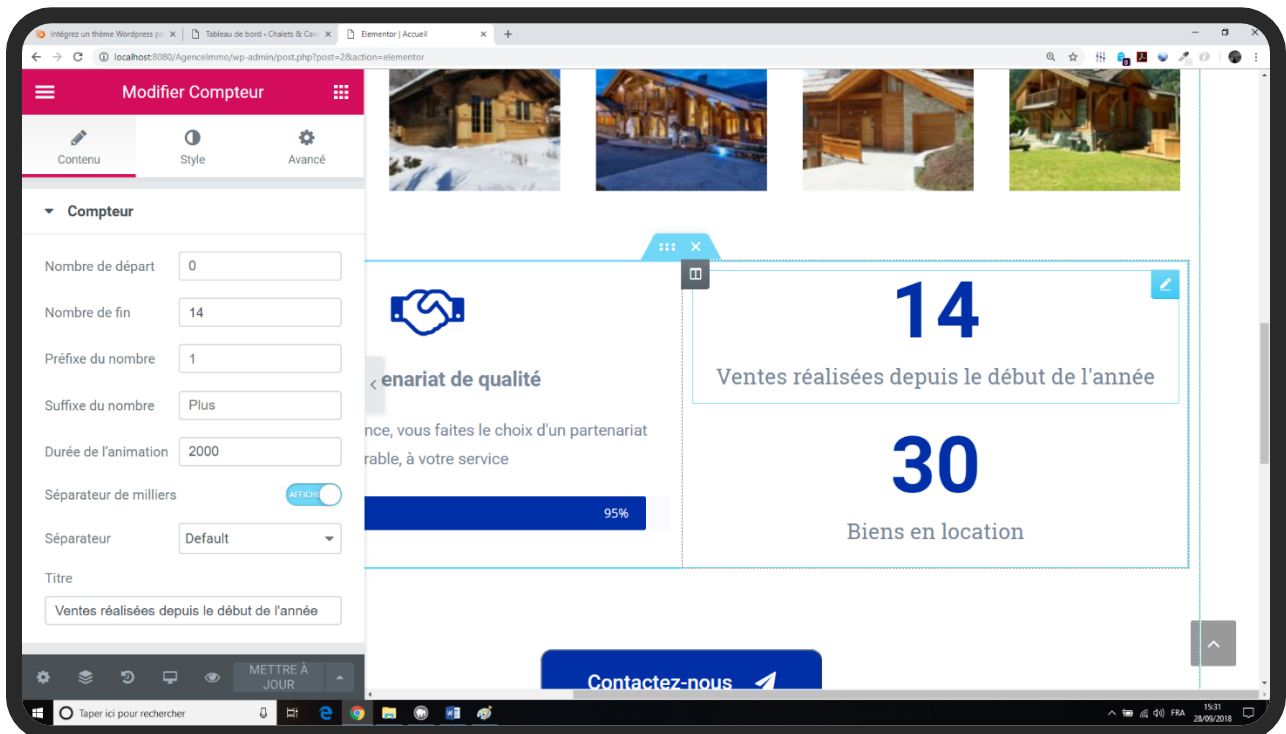 Intégrez un thème Wordpress po
Tableau de bord ‹ Chalets & Cavi
Elementor | Accueil
localhost:8080/AgenceImmo/wp-admin/post.php?post=2&action=elementor
Modifier Compteur
Contenu
Style
Avancé
Compteur
Nombre de départ
0
Nombre de fin
14
Préfixe du nombre
1
Suffixe du nombre
Plus
Durée de l'animation
2000
Séparateur de milliers
AFFICHE
Séparateur
Default
Titre
Ventes réalisées depuis le début de l'année
METTRE À
JOUR
enariat de qualité
nce, vous faites le choix d'un partenariat
rable, à votre service
95%
14
Ventes réalisées depuis le début de l'année
30
Biens en location
Contactez-nous
Taper ici pour rechercher
FRA
15:31
28/09/2018